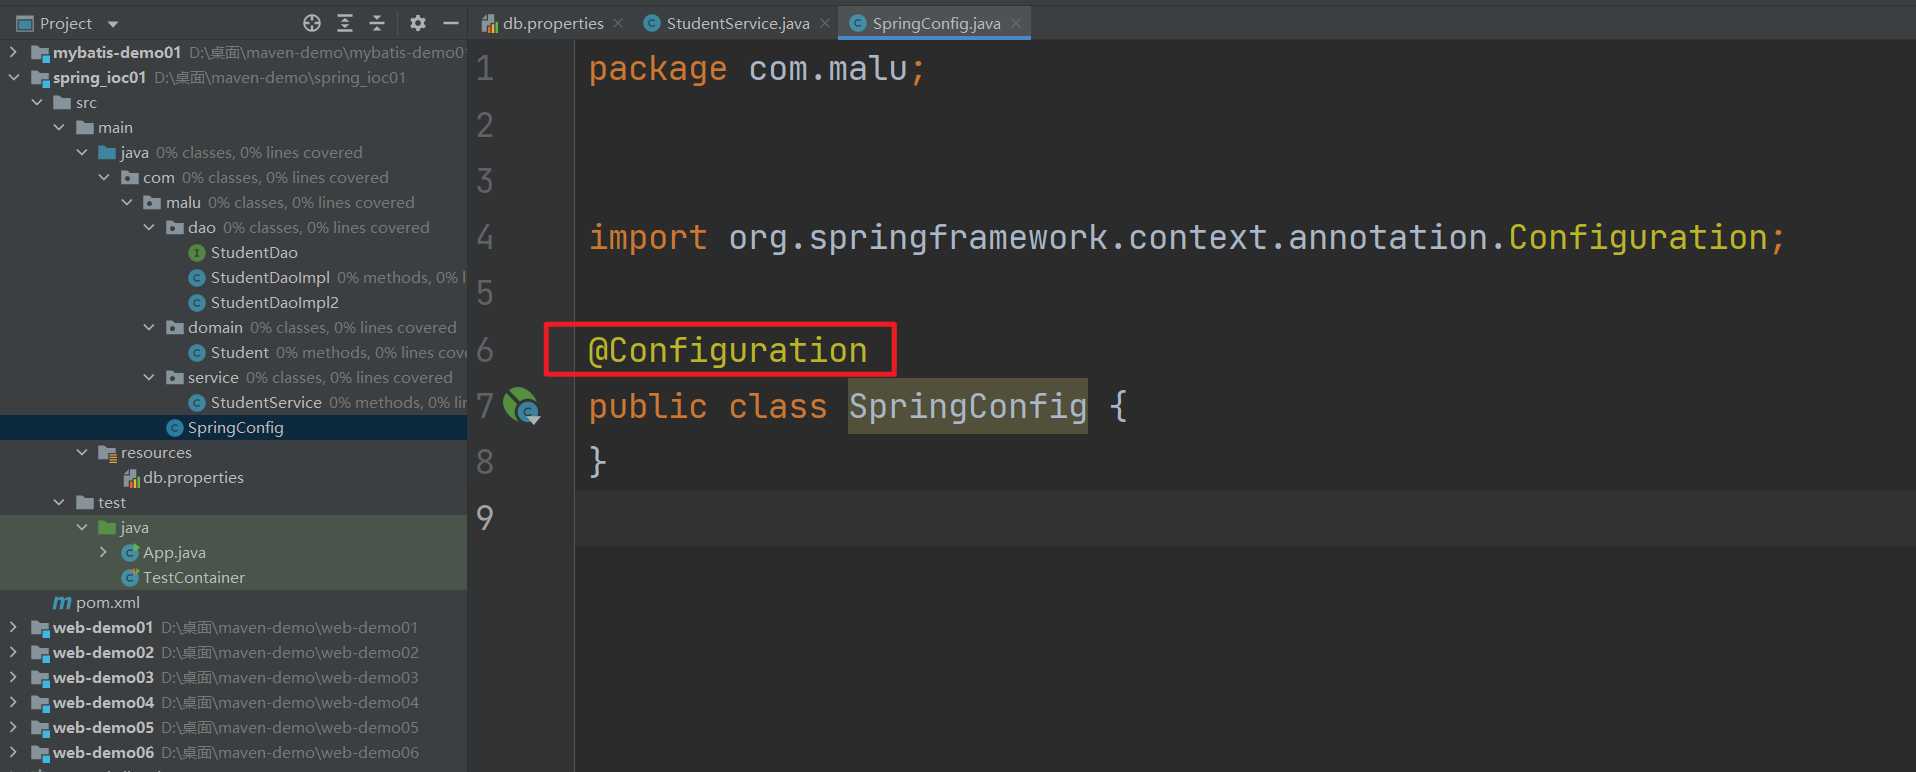 Project
db.properties
StudentService.java
SpringConfig.java
mybatis-demo01 D:\桌面\maven-demo\mybatis-demo01
spring_ioc01 D:\桌面\maven-demo\spring_ioc01
src
main
java 0% classes, 0% lines covered
com 0% classes, 0% lines covered
malu 0% classes, 0% lines covered
dao 0% classes, 0% lines covered
StudentDao
StudentDaoImpl 0% methods, 0% l
StudentDaoImpl2
domain 0% classes, 0% lines covered
Student 0% methods, 0% lines cov
service 0% classes, 0% lines covered
StudentService 0% methods, 0% lin
SpringConfig
resources
db.properties
test
java
App.java
TestContainer
pom.xml
web-demo01 D:\桌面\maven-demo\web-demo01
web-demo02 D:\桌面\maven-demo\web-demo02
web-demo03 D:\桌面\maven-demo\web-demo03
web-demo04 D:\桌面\maven-demo\web-demo04
web-demo05 D:\桌面\maven-demo\web-demo05
web-demo06 D:\桌面\maven-demo\web-demo06
1 package com.malu;
2
3
4 import org.springframework.context.annotation.Configuration;
5
6 @Configuration
7 public class SpringConfig {
8 }
9